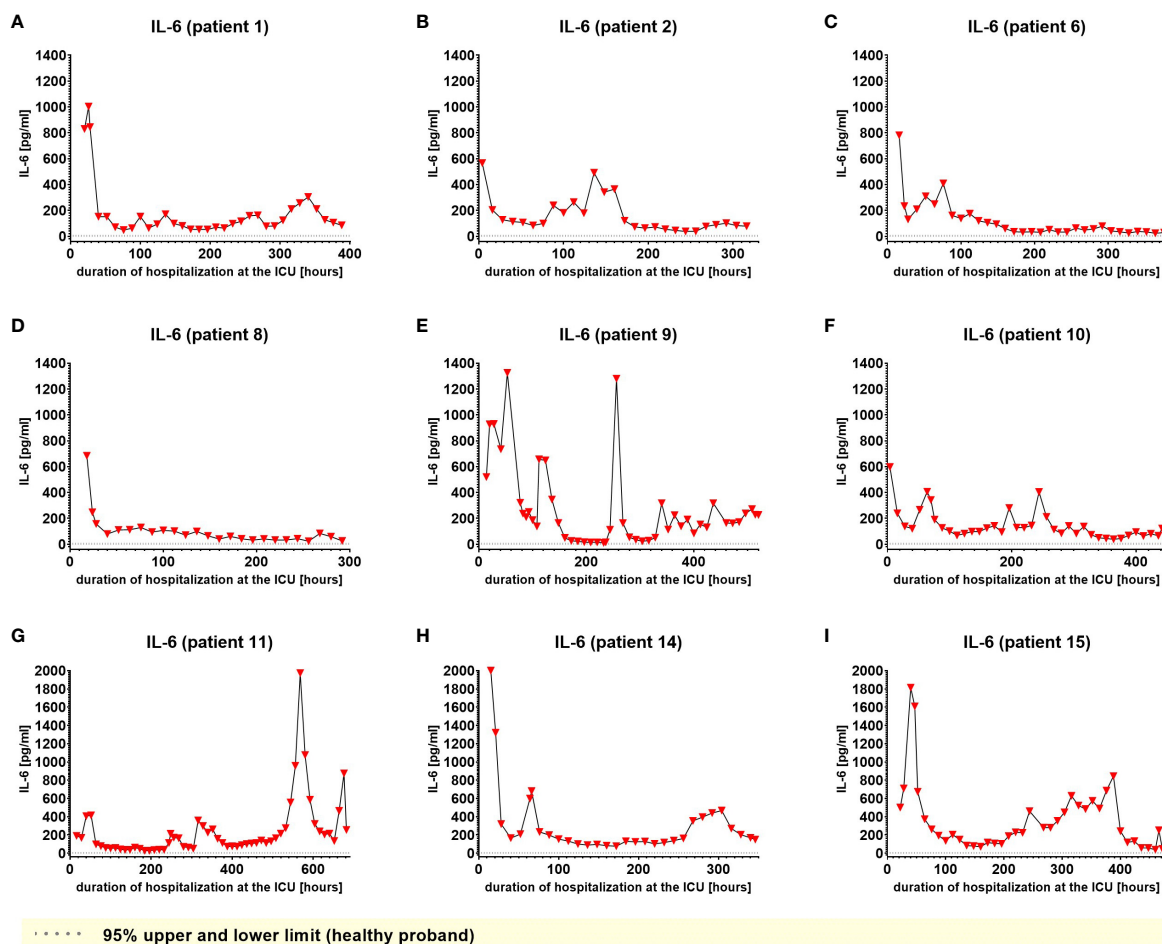 A
IL-6 (patient 1)
1400
1200
1000
800
600
400
200
0
IL-6 [pg/ml]
0 100 200 300 400
duration of hospitalization at the ICU [hours]
B
IL-6 (patient 2)
1400
1200
1000
800
600
400
200
0
IL-6 [pg/ml]
0 100 200 300
duration of hospitalization at the ICU [hours]
C
IL-6 (patient 6)
1400
1200
1000
800
600
400
200
0
IL-6 [pg/ml]
0 100 200 300
duration of hospitalization at the ICU [hours]
D
IL-6 (patient 8)
1400
1200
1000
800
600
400
200
0
IL-6 [pg/ml]
0 100 200 300
duration of hospitalization at the ICU [hours]
E
IL-6 (patient 9)
1400
1200
1000
800
600
400
200
0
IL-6 [pg/ml]
0 200 400
duration of hospitalization at the ICU [hours]
F
IL-6 (patient 10)
1400
1200
1000
800
600
400
200
0
IL-6 [pg/ml]
0 200 400
duration of hospitalization at the ICU [hours]
G
IL-6 (patient 11)
2000
1800
1600
1400
1200
1000
800
600
400
200
0
IL-6 [pg/ml]
0 200 400 600
duration of hospitalization at the ICU [hours]
H
IL-6 (patient 14)
2000
1800
1600
1400
1200
1000
800
600
400
200
0
IL-6 [pg/ml]
0 100 200 300
duration of hospitalization at the ICU [hours]
I
IL-6 (patient 15)
2000
1800
1600
1400
1200
1000
800
600
400
200
0
IL-6 [pg/ml]
0 100 200 300 400
duration of hospitalization at the ICU [hours]
95% upper and lower limit (healthy proband)